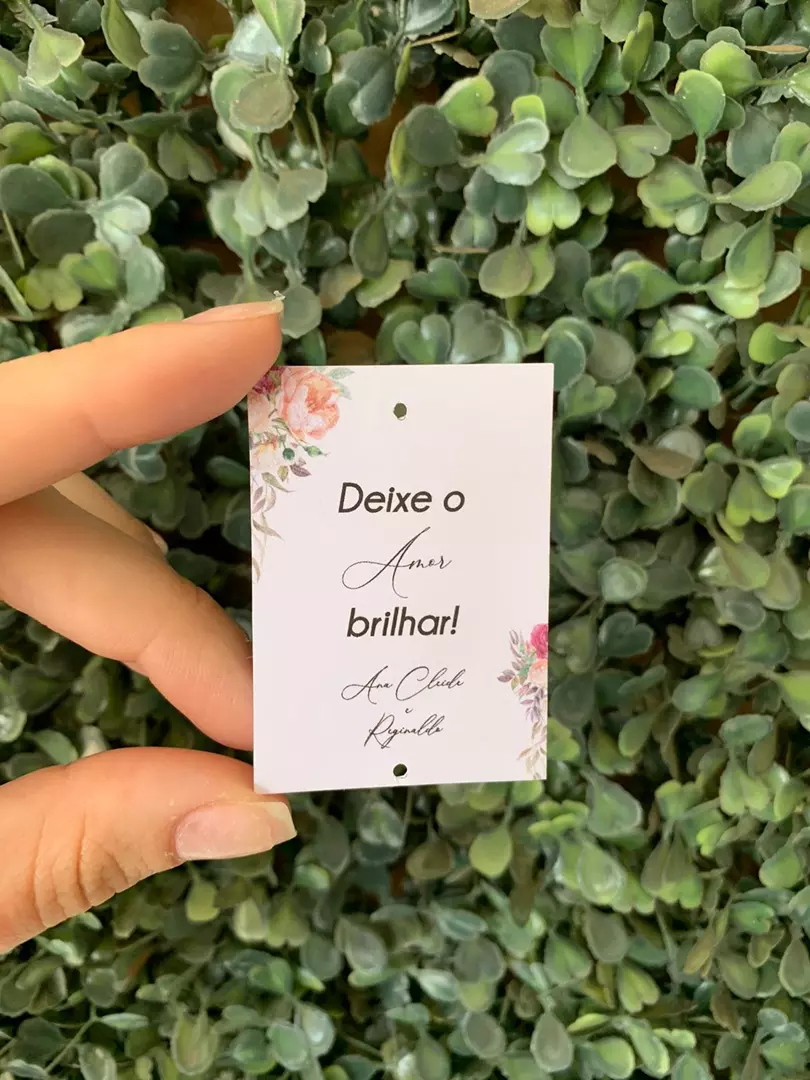 Deixe o
Amor
brilhar!
Ana Cleide
e
Reginaldo